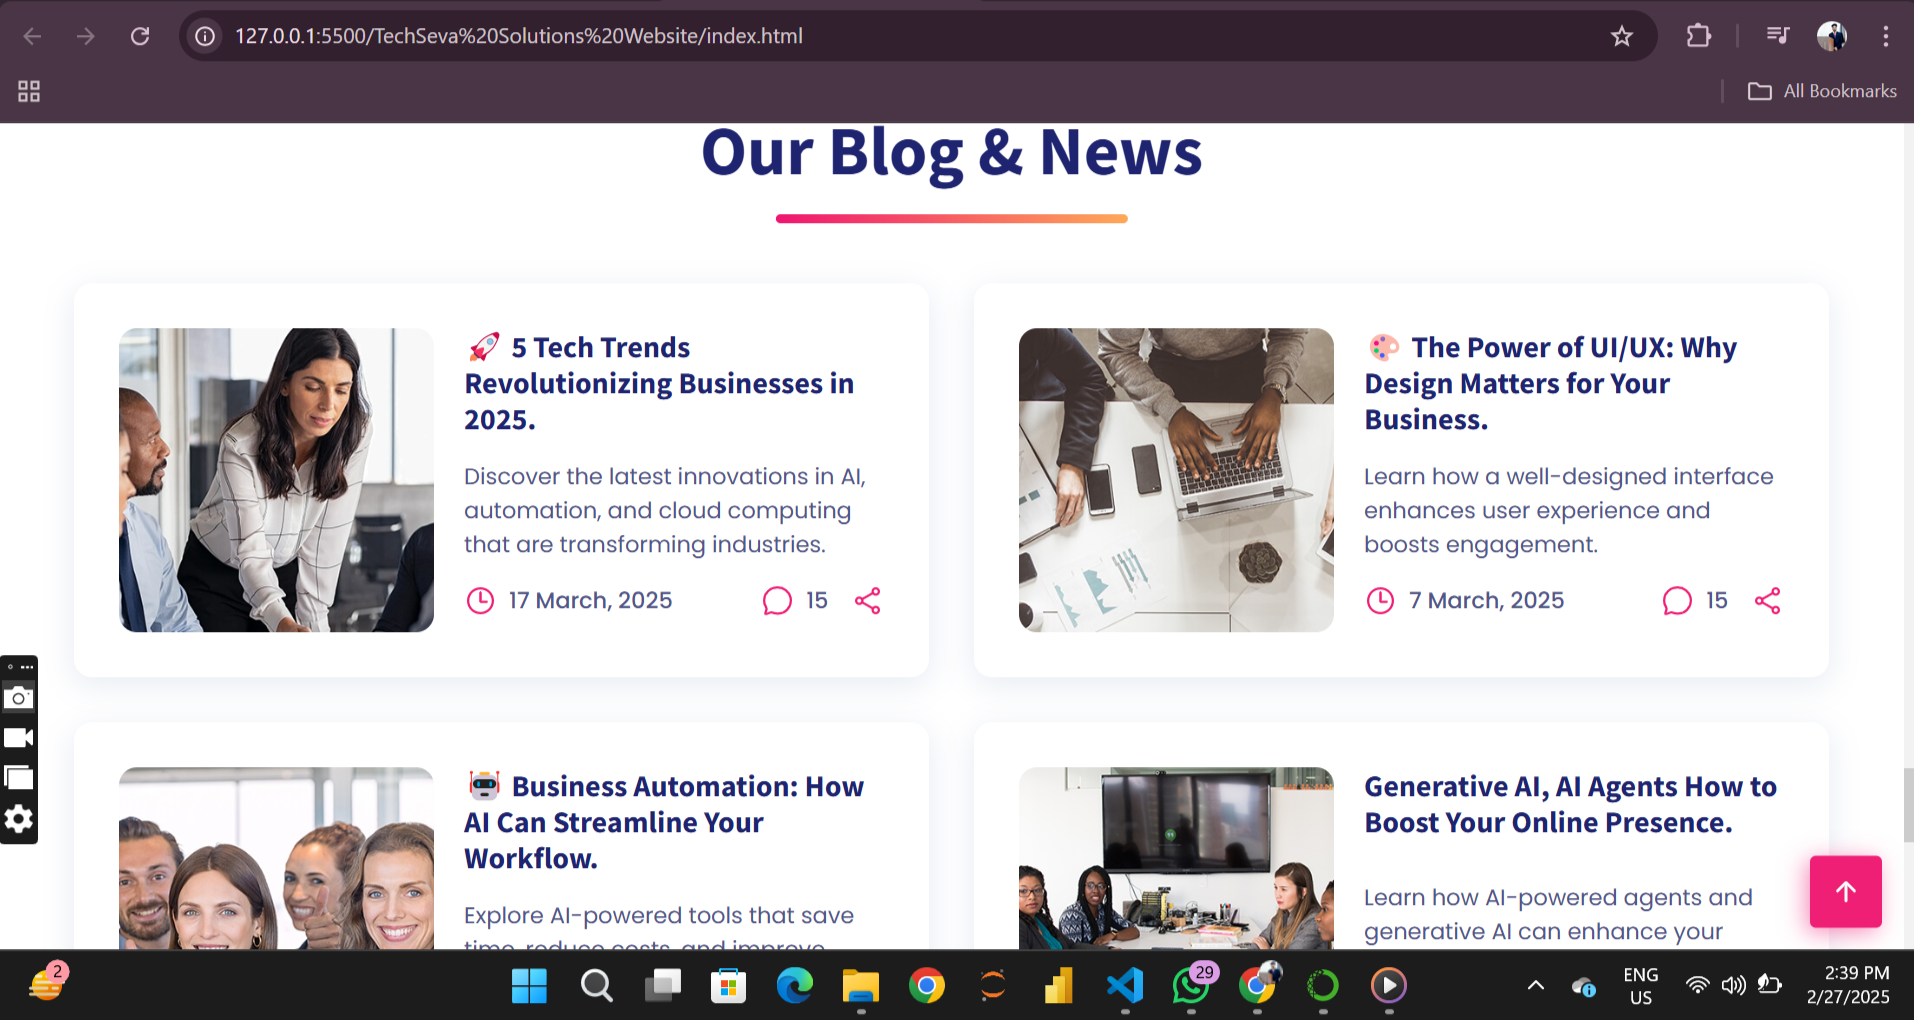 127.0.0.1:5500/TechSeva%20Solutions%20Website/index.html
All Bookmarks
Our Blog & News
🚀 5 Tech Trends
Revolutionizing Businesses in
2025.
Discover the latest innovations in AI,
automation, and cloud computing
that are transforming industries.
17 March, 2025
15
🎨 The Power of UI/UX: Why
Design Matters for Your
Business.
Learn how a well-designed interface
enhances user experience and
boosts engagement.
7 March, 2025
15
🤖 Business Automation: How
AI Can Streamline Your
Workflow.
Explore AI-powered tools that save
time, reduce costs, and improve
Generative AI, AI Agents How to
Boost Your Online Presence.
Learn how AI-powered agents and
generative AI can enhance your
2
29
ENG
US
2:39 PM
2/27/2025